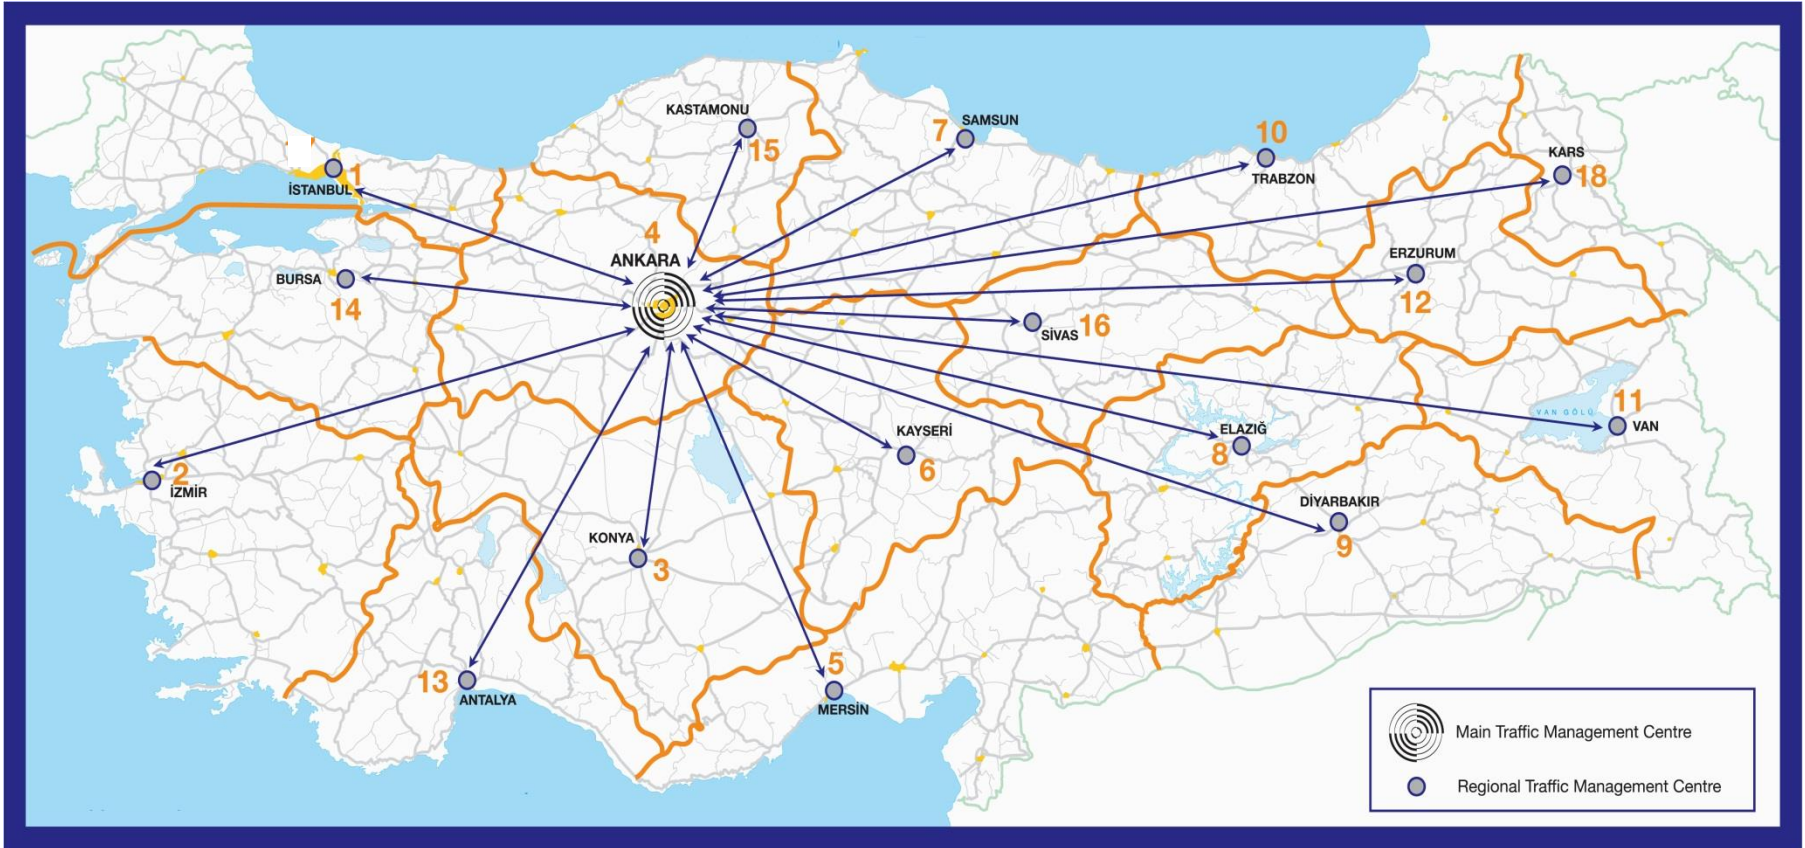 KASTAMONU
15
7
SAMSUN
10
TRABZON
KARS
18
1
İSTANBUL
4
ANKARA
BURSA
14
ERZURUM
12
SİVAS
16
2
İZMİR
KAYSERİ
6
ELAZIĞ
8
VAN GÖLÜ
11
VAN
DİYARBAKIR
9
KONYA
3
13
ANTALYA
5
MERSİN
Main Traffic Management Centre
Regional Traffic Management Centre